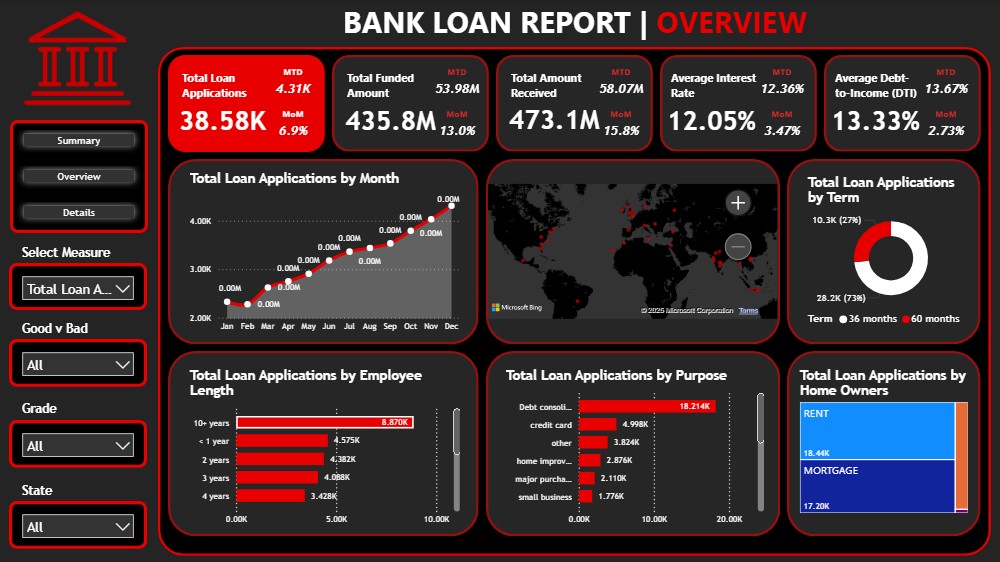 BANK LOAN REPORT | OVERVIEW
Summary
Overview
Details
Select Measure
Total Loan A...
Good v Bad
All
Grade
All
State
All
Total Loan
Applications
38.58K
MTD
4.31K
MoM
6.9%
Total Funded
Amount
435.8M
MTD
53.98M
MoM
13.0%
Total Amount
Received
473.1M
MTD
58.07M
MoM
15.8%
Average Interest
Rate
12.05%
MTD
12.36%
MoM
3.47%
Average Debt-
to-Income (DTI)
13.33%
MTD
13.67%
MoM
2.73%
Total Loan Applications by Month
4.00K
3.00K
2.00K
0.00M
0.00M
0.00M
0.00M
0.00M
0.00M
0.00M
0.00M
0.00M
0.00M
0.00M
0.00M
Jan Feb Mar Apr May Jun Jul Aug Sep Oct Nov Dec
Microsoft Bing
© 2025 Microsoft Corporation Terms
Total Loan Applications
by Term
10.3K (27%)
28.2K (73%)
Term 36 months 60 months
Total Loan Applications by Employee
Length
10+ years 8.870K
< 1 year 4.575K
2 years 4.382K
3 years 4.088K
4 years 3.428K
0.00K 5.00K 10.00K
Total Loan Applications by Purpose
Debt consoli... 18.214K
credit card 4.998K
other 3.824K
home improv... 2.876K
major purcha... 2.110K
small business 1.776K
0.00K 10.00K 20.00K
Total Loan Applications by
Home Owners
RENT
18.44K
MORTGAGE
17.20K